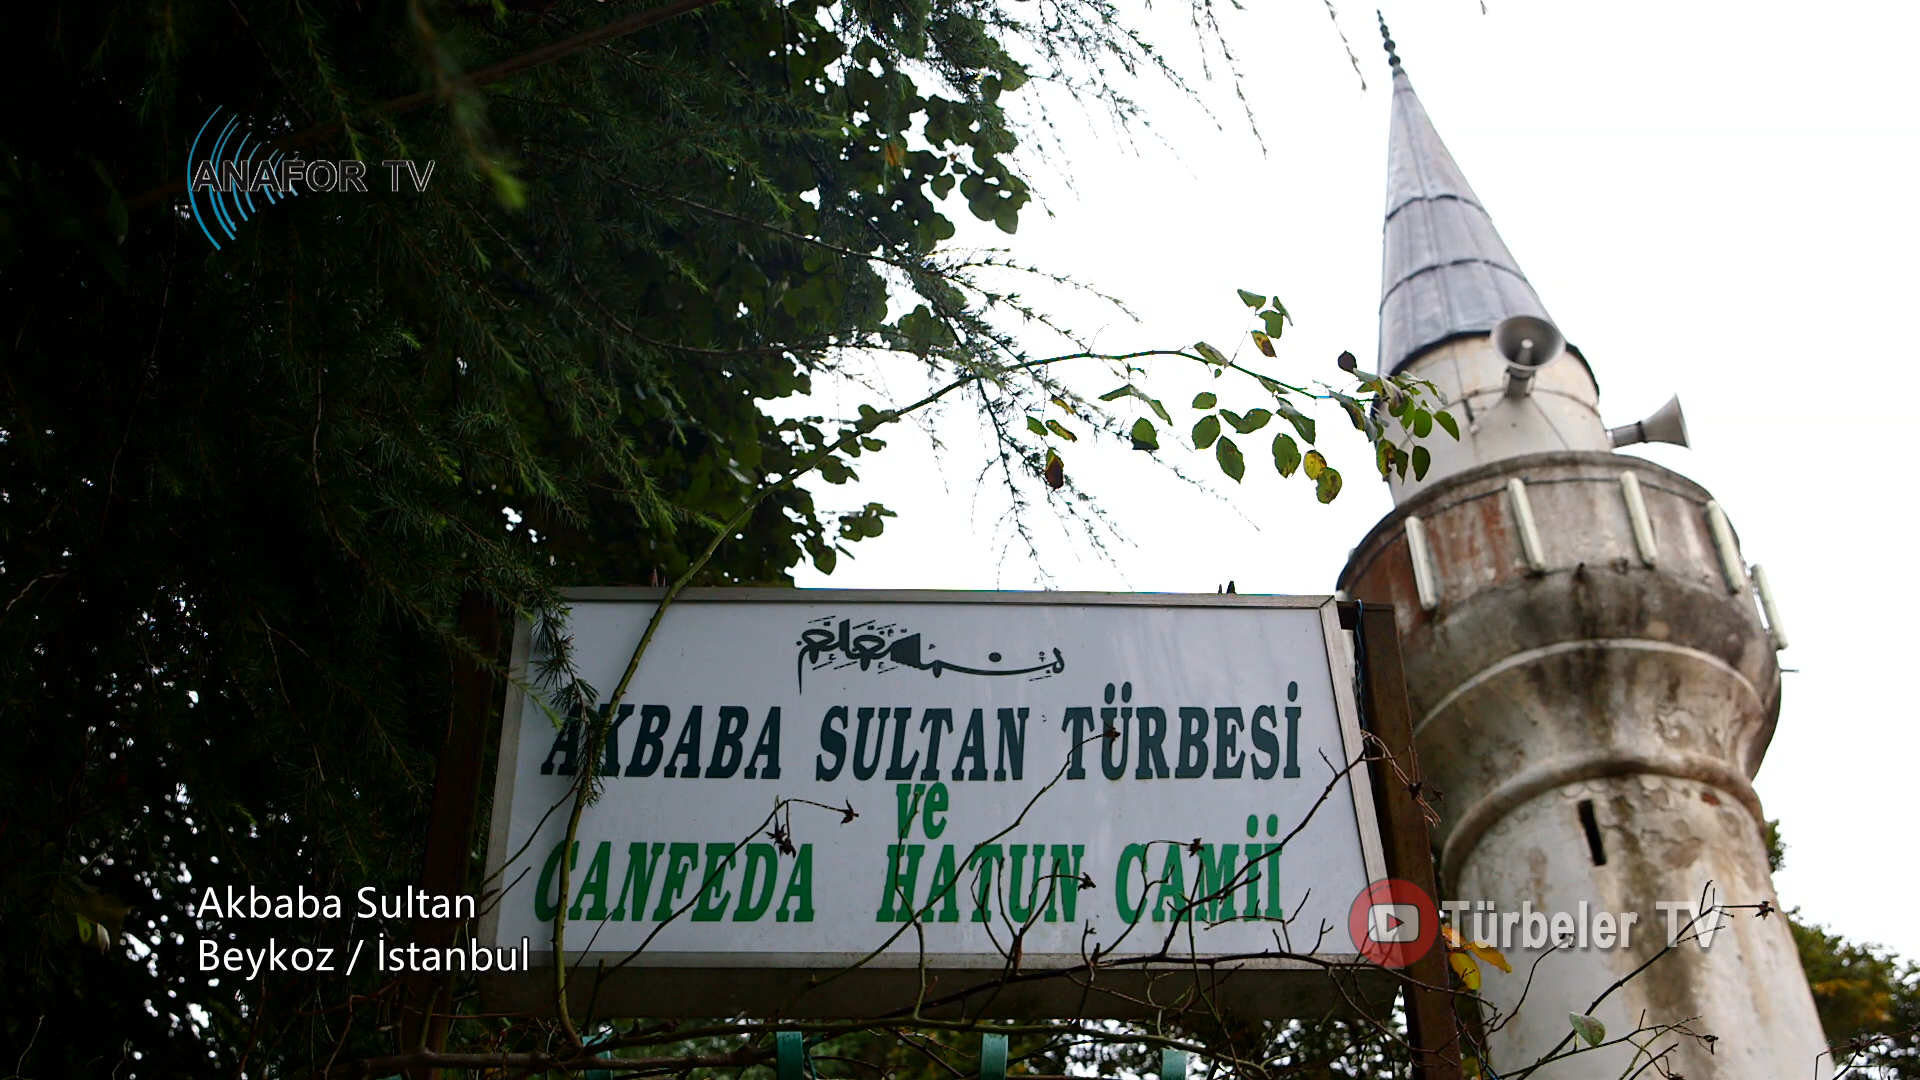 ANAFOR TV
AKBABA SULTAN TÜRBESİ
ve
CANFEDA HATUN CAMİİ
Akbaba Sultan
Beykoz / İstanbul
Türbeler TV